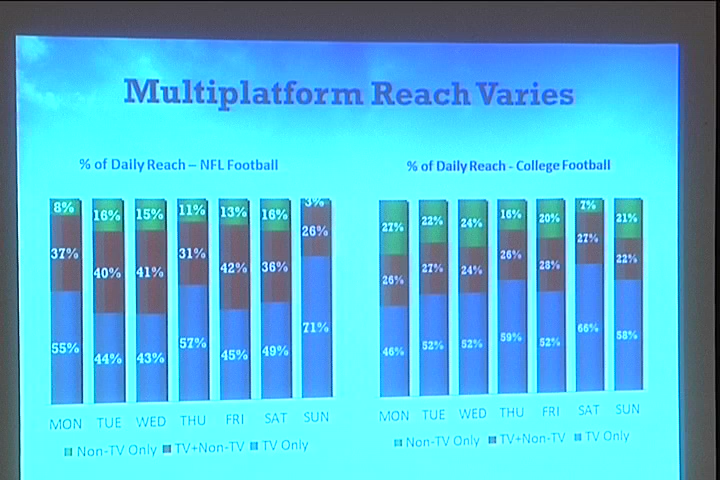 Multiplatform Reach Varies
% of Daily Reach – NFL Football
8% 16% 15% 11% 13% 16% 3%
37% 40% 41% 31% 42% 36% 26%
55% 44% 43% 57% 45% 49% 71%
MON TUE WED THU FRI SAT SUN
Non-TV Only TV+Non-TV TV Only
% of Daily Reach - College Football
27% 22% 24% 16% 20% 7% 21%
26% 27% 24% 26% 28% 27% 22%
46% 52% 52% 59% 52% 66% 58%
MON TUE WED THU FRI SAT SUN
Non-TV Only TV+Non-TV TV Only